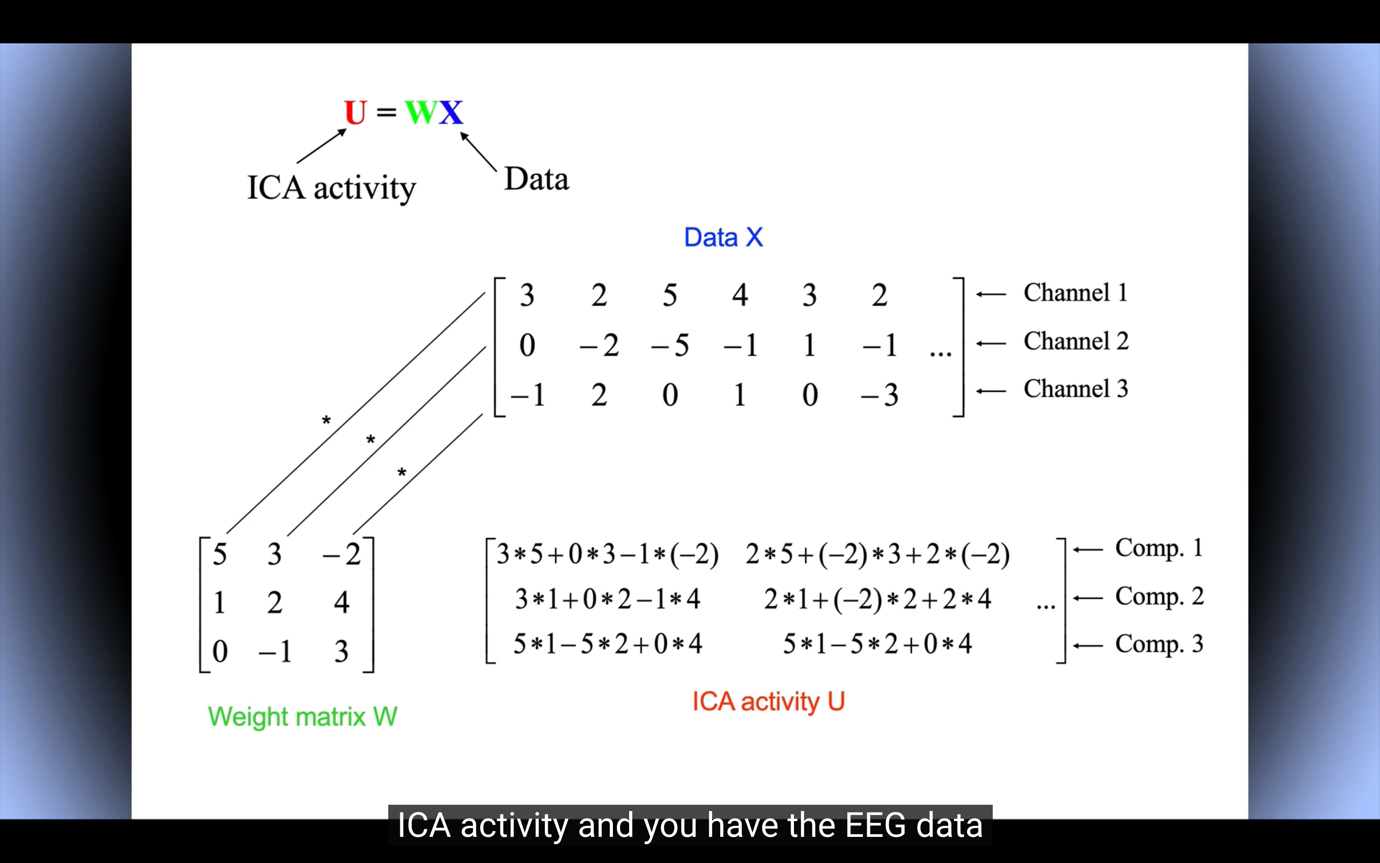 U = WX
ICA activity
Data
Data X
3 2 5 4 3 2
0 −2 −5 −1 1 −1 ...
−1 2 0 1 0 −3
← Channel 1
← Channel 2
← Channel 3
*
*
*
5 3 −2
1 2 4
0 −1 3
Weight matrix W
3*5+0*3−1*(−2) 2*5+(−2)*3+2*(−2)
3*1+0*2−1*4 2*1+(−2)*2+2*4 ...
5*1−5*2+0*4 5*1−5*2+0*4
← Comp. 1
← Comp. 2
← Comp. 3
ICA activity U
ICA activity and you have the EEG data